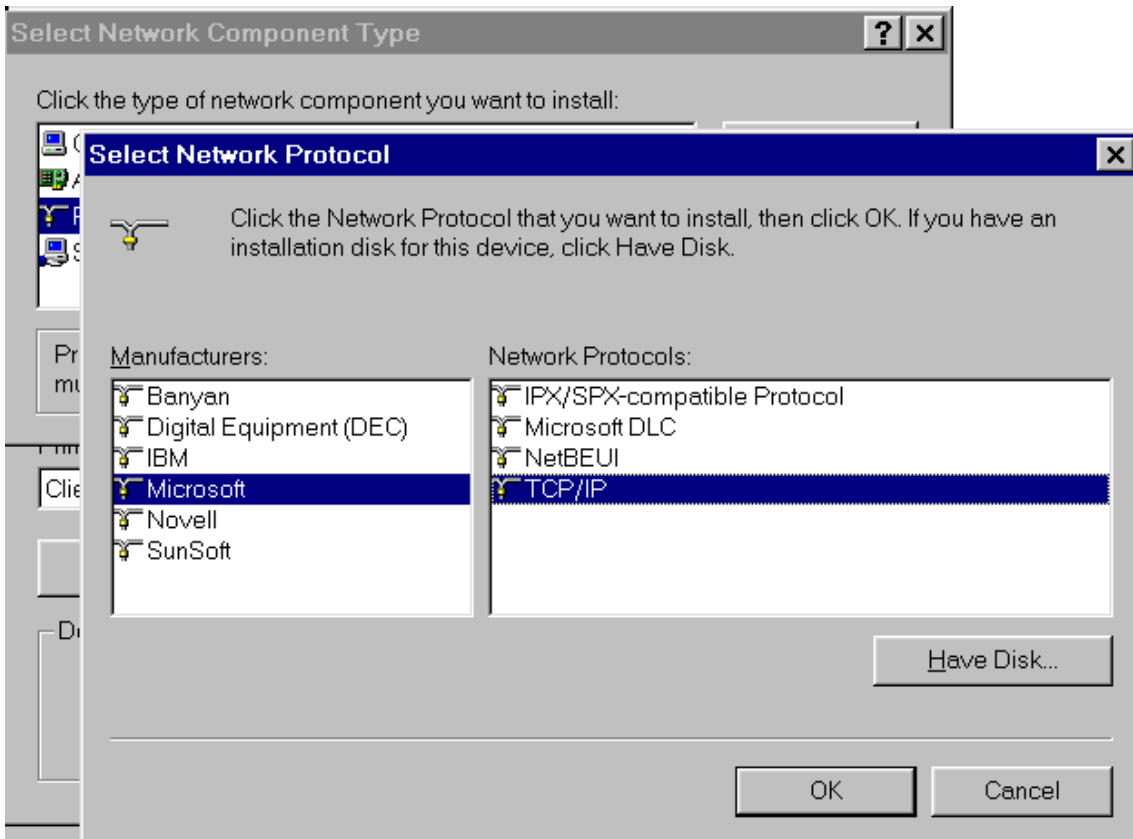 Select Network Component Type
Click the type of network component you want to install:
Select Network Protocol
Click the Network Protocol that you want to install, then click OK. If you have an
installation disk for this device, click Have Disk.
Manufacturers:
Banyan
Digital Equipment (DEC)
IBM
Microsoft
Novell
SunSoft
Network Protocols:
IPX/SPX-compatible Protocol
Microsoft DLC
NetBEUI
TCP/IP
Have Disk...
OK
Cancel